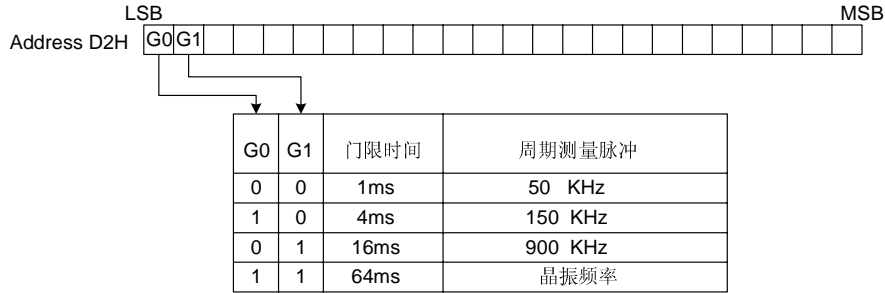 LSB MSB
Address D2H G0 G1
G0 G1 门限时间 周期测量脉冲
0 0 1ms 50 KHz
1 0 4ms 150 KHz
0 1 16ms 900 KHz
1 1 64ms 晶振频率